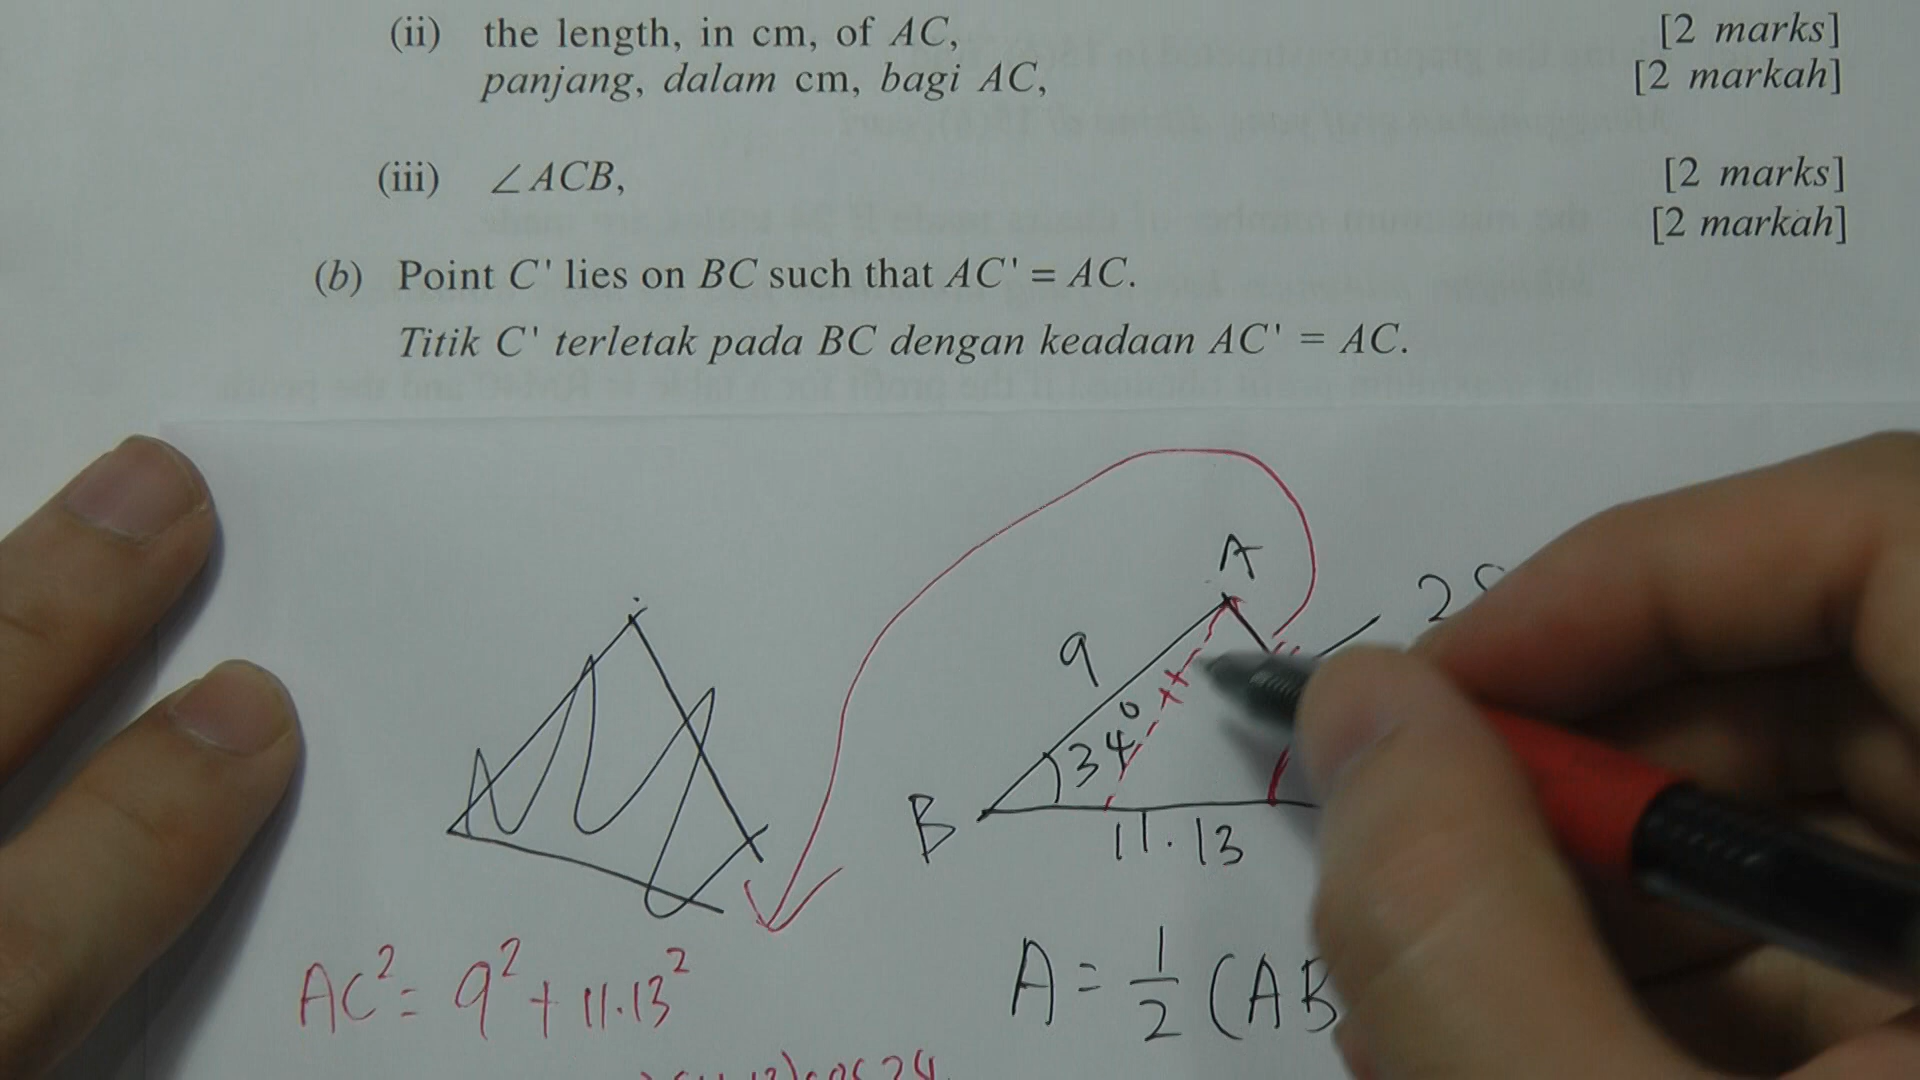 (ii) the length, in cm, of AC, [2 marks]
panjang, dalam cm, bagi AC, [2 markah]
(iii) ∠ACB, [2 marks]
[2 markah]
(b) Point C' lies on BC such that AC' = AC.
Titik C' terletak pada BC dengan keadaan AC' = AC.
A
9
34°
B
11.13
AC² = 9² + 11.13²
A = 1/2 (AB